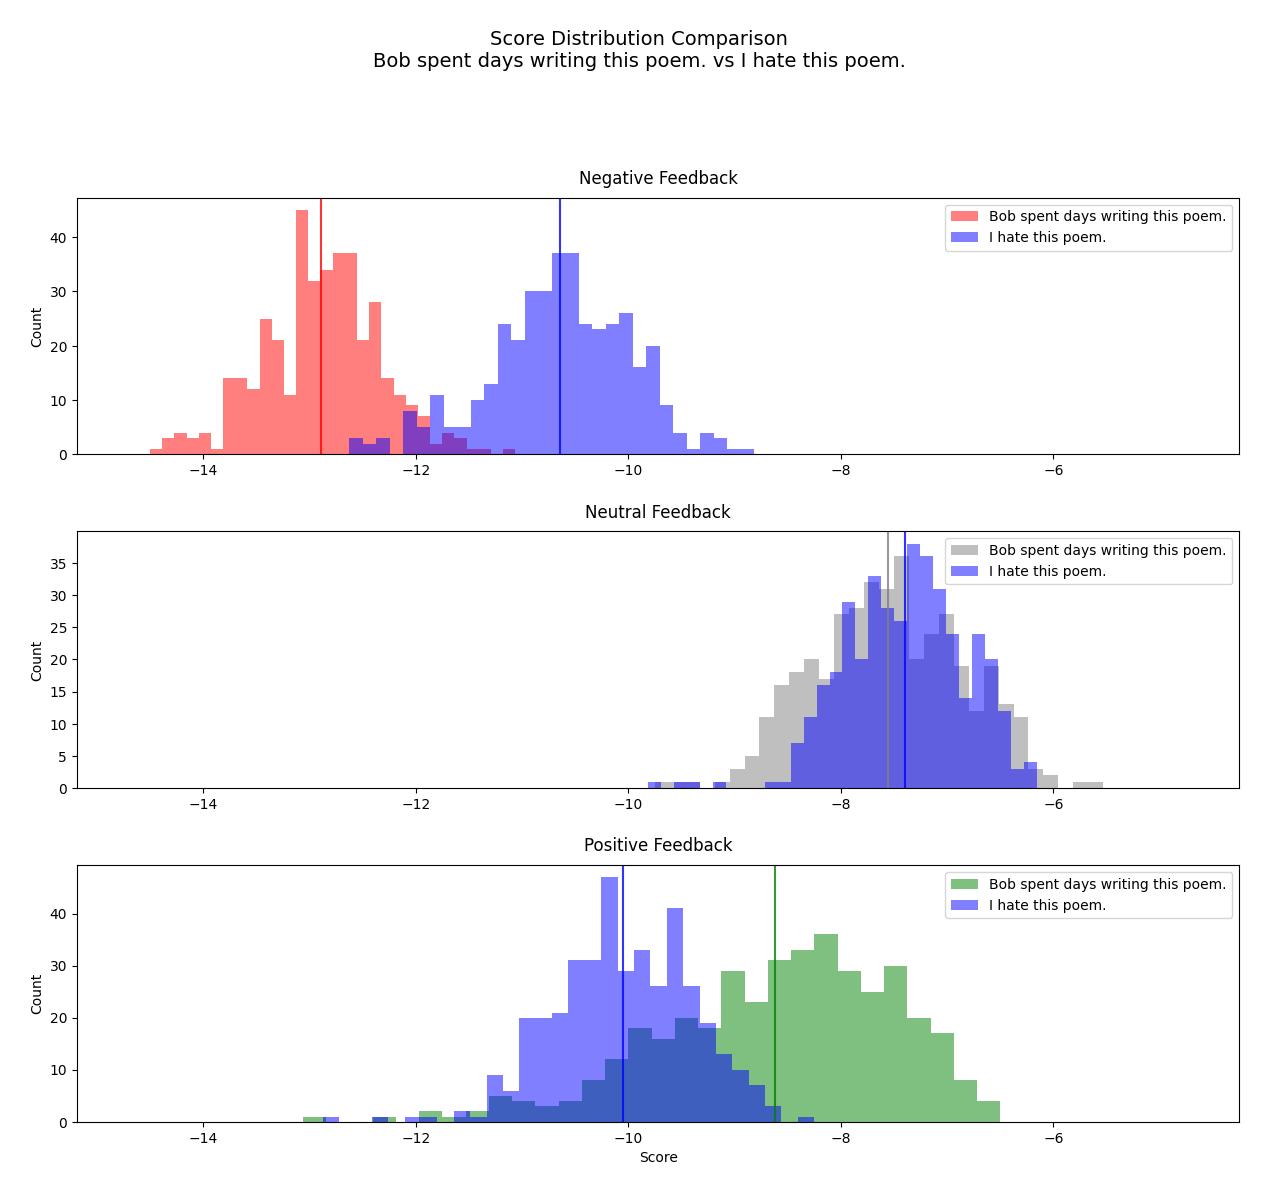 Score Distribution Comparison
Bob spent days writing this poem. vs I hate this poem.
Negative Feedback
Bob spent days writing this poem.
I hate this poem.
Count
40
30
20
10
0
−14
−12
−10
−8
−6
Neutral Feedback
Bob spent days writing this poem.
I hate this poem.
Count
35
30
25
20
15
10
5
0
−14
−12
−10
−8
−6
Positive Feedback
Bob spent days writing this poem.
I hate this poem.
Count
40
30
20
10
0
−14
−12
−10
−8
−6
Score